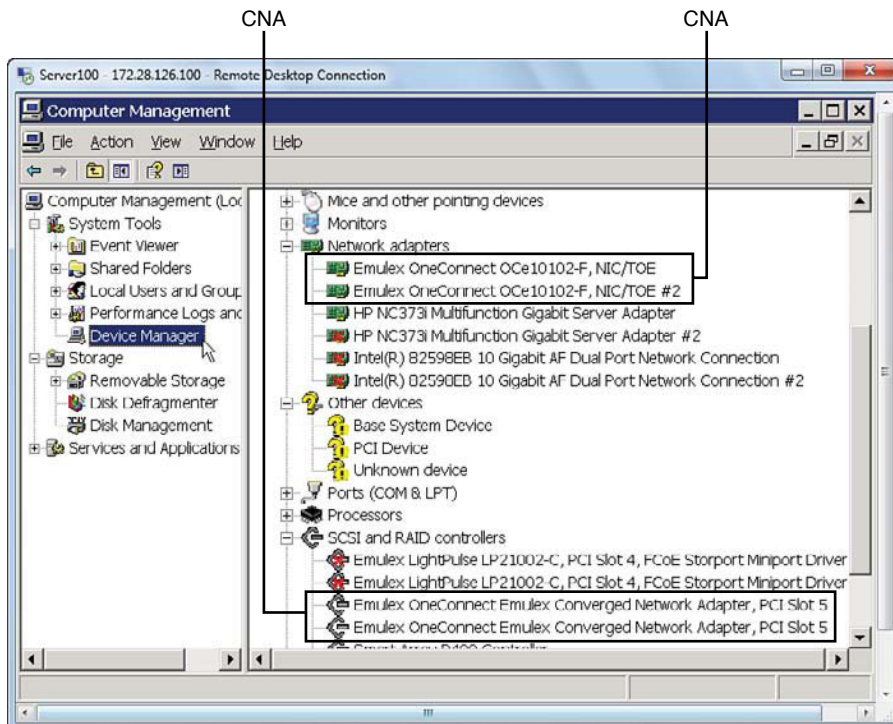 CNA
CNA
Server100 - 172.28.126.100 - Remote Desktop Connection
Computer Management
File Action View Window Help
Computer Management (Loc
System Tools
Event Viewer
Shared Folders
Local Users and Group
Performance Logs and
Device Manager
Storage
Removable Storage
Disk Defragmenter
Disk Management
Services and Applications
Mice and other pointing devices
Monitors
Network adapters
Emulex OneConnect OCe10102-F, NIC/TOE
Emulex OneConnect OCe10102-F, NIC/TOE #2
HP NC373i Multifunction Gigabit Server Adapter
HP NC373i Multifunction Gigabit Server Adapter #2
Intel(R) 82598EB 10 Gigabit AF Dual Port Network Connection
Intel(R) 82598EB 10 Gigabit AF Dual Port Network Connection #2
Other devices
Base System Device
PCI Device
Unknown device
Ports (COM & LPT)
Processors
SCSI and RAID controllers
Emulex LightPulse LP21002-C, PCI Slot 4, FCoE Storport Miniport Driver
Emulex LightPulse LP21002-C, PCI Slot 4, FCoE Storport Miniport Driver
Emulex OneConnect Emulex Converged Network Adapter, PCI Slot 5
Emulex OneConnect Emulex Converged Network Adapter, PCI Slot 5